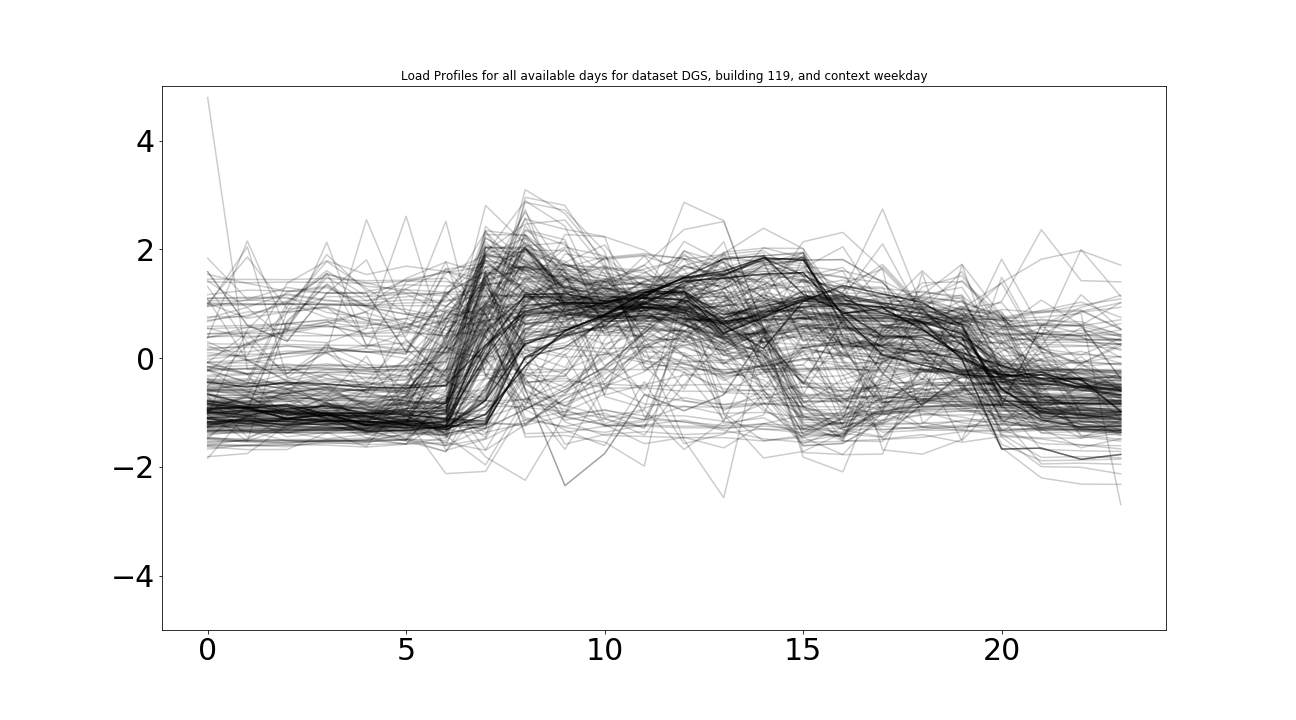 Load Profiles for all available days for dataset DGS, building 119, and context weekday
4
2
0
−2
−4
0 5 10 15 20